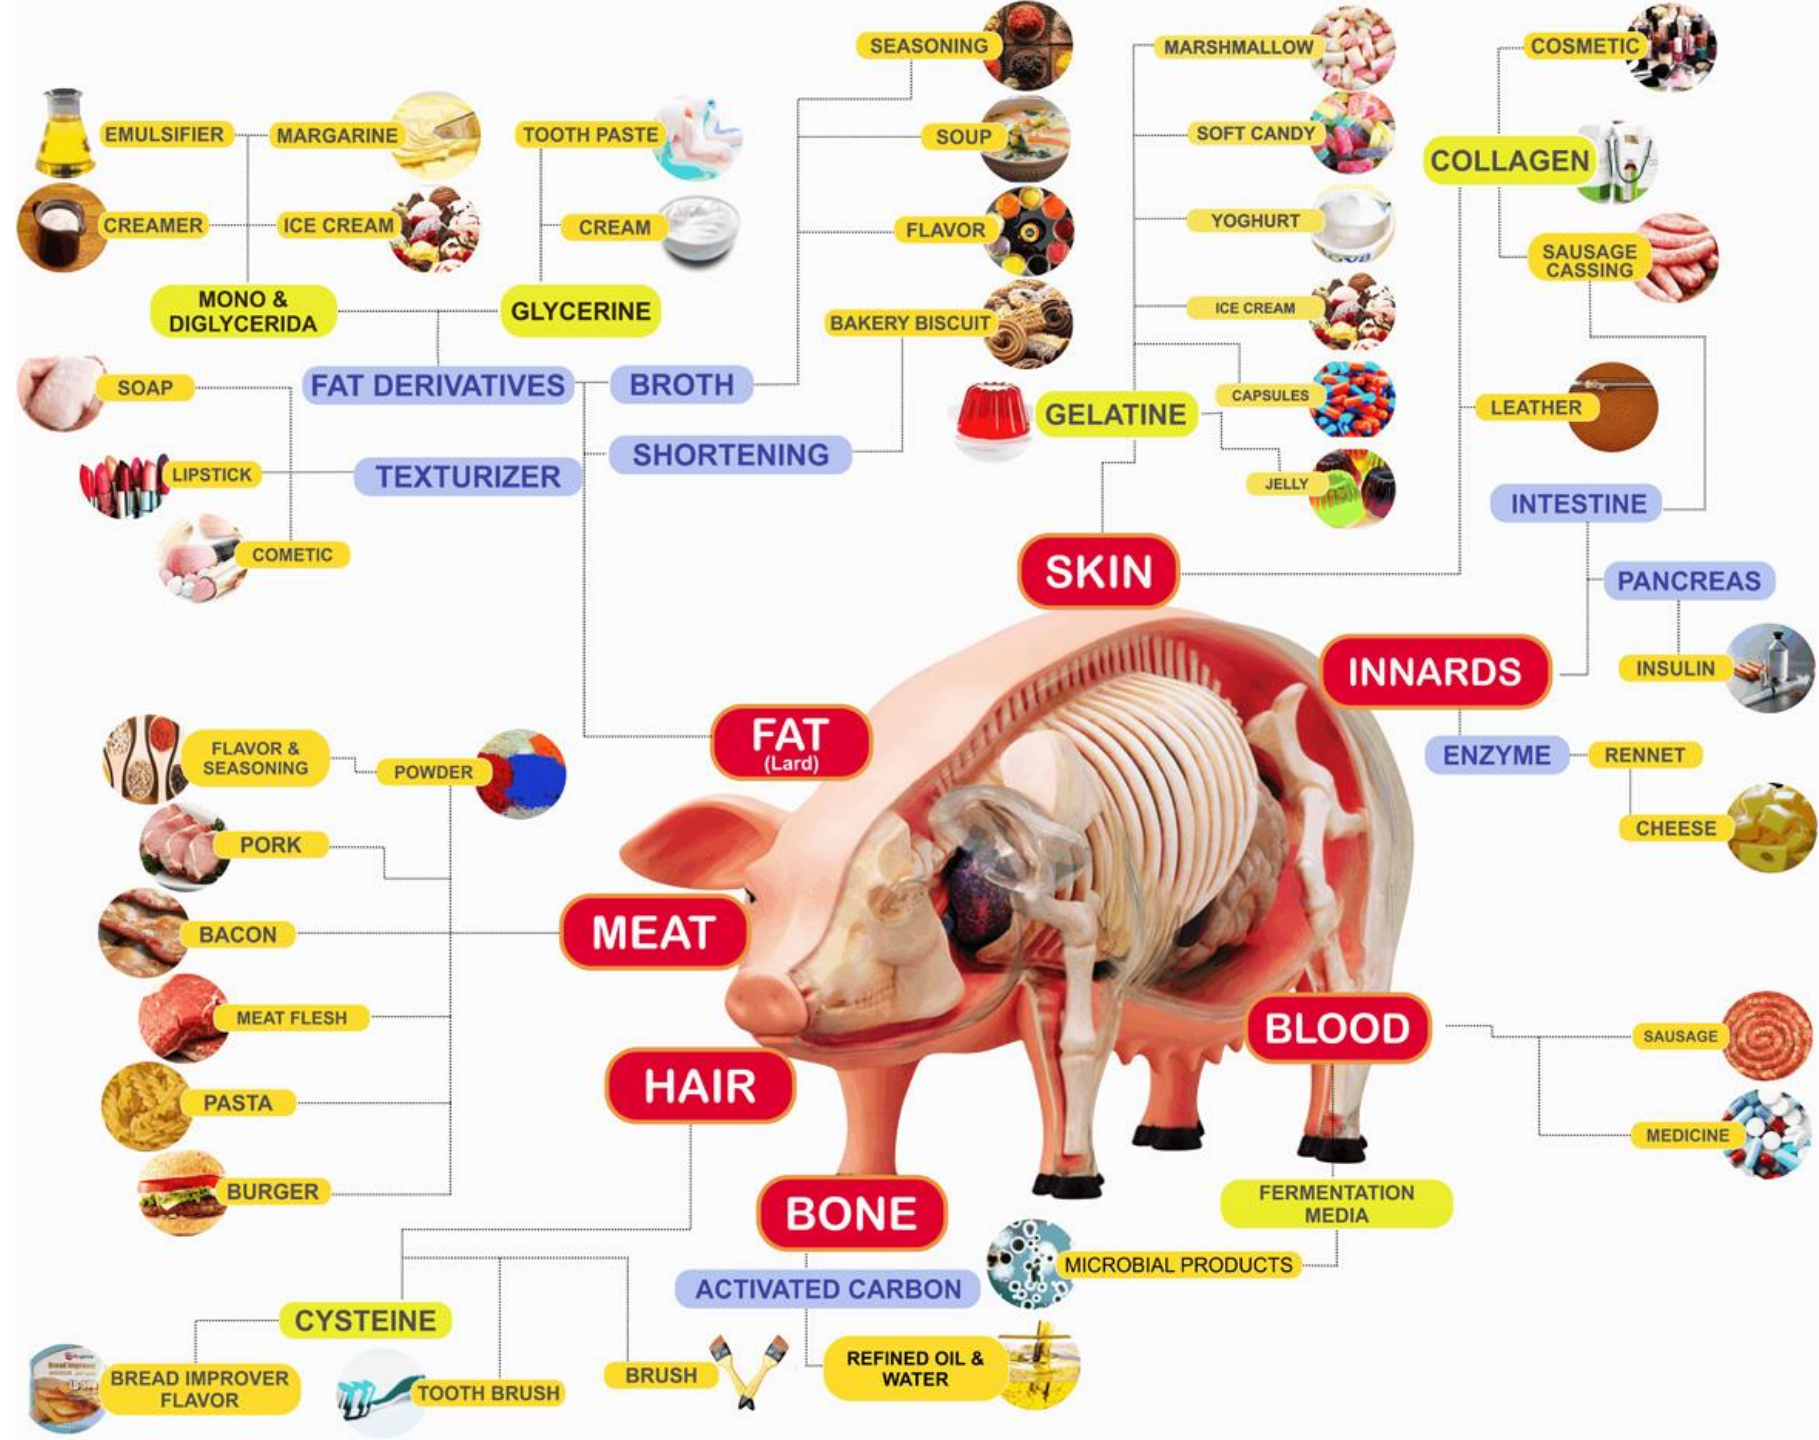 SEASONING
MARSHMALLOW
COSMETIC
EMULSIFIER
MARGARINE
TOOTH PASTE
SOUP
SOFT CANDY
COLLAGEN
CREAMER
ICE CREAM
CREAM
FLAVOR
YOGHURT
SAUSAGE
CASSING
MONO &
DIGLYCERIDA
GLYCERINE
BAKERY BISCUIT
ICE CREAM
SOAP
FAT DERIVATIVES
BROTH
GELATINE
CAPSULES
LEATHER
LIPSTICK
TEXTURIZER
SHORTENING
JELLY
INTESTINE
COMETIC
SKIN
PANCREAS
INNARDS
INSULIN
FAT
(Lard)
FLAVOR &
SEASONING
POWDER
ENZYME
RENNET
PORK
CHEESE
BACON
MEAT
MEAT FLESH
BLOOD
SAUSAGE
PASTA
HAIR
MEDICINE
BURGER
BONE
FERMENTATION
MEDIA
ACTIVATED CARBON
MICROBIAL PRODUCTS
CYSTEINE
BREAD IMPROVER
FLAVOR
TOOTH BRUSH
BRUSH
REFINED OIL &
WATER